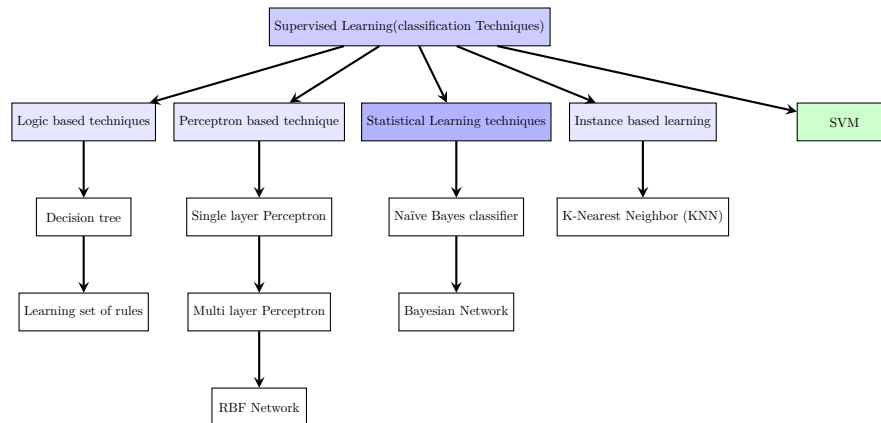 Supervised Learning(classification Techniques)
Logic based techniques
Perceptron based technique
Statistical Learning techniques
Instance based learning
SVM
Decision tree
Single layer Perceptron
Naïve Bayes classifier
K-Nearest Neighbor (KNN)
Learning set of rules
Multi layer Perceptron
Bayesian Network
RBF Network